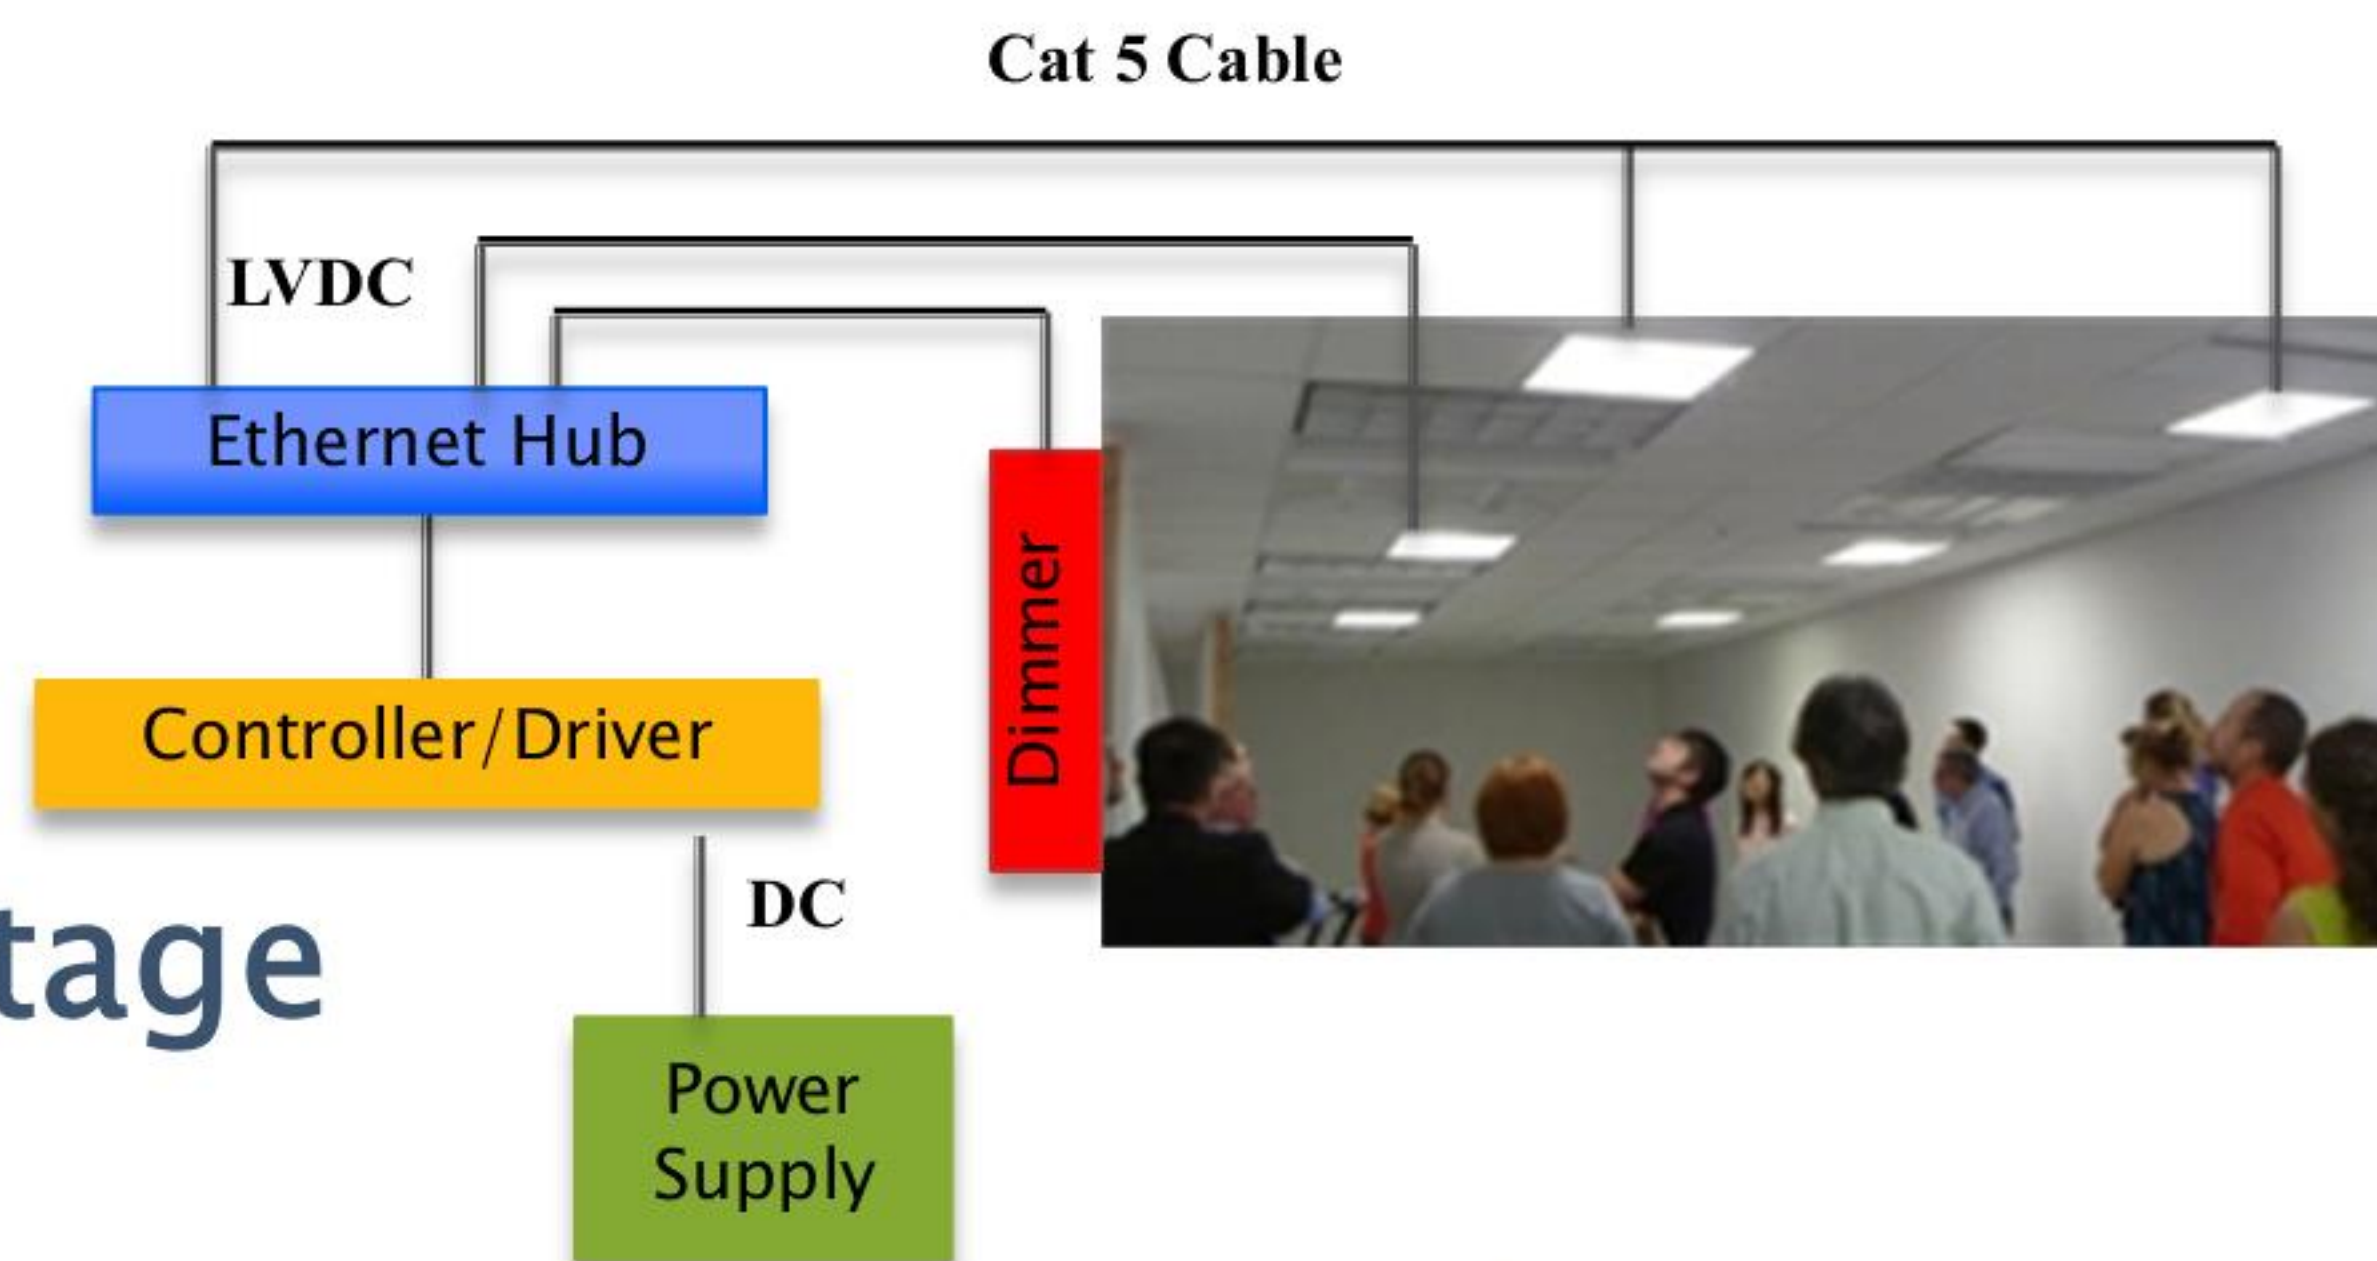 Cat 5 Cable
LVDC
Ethernet Hub
Dimmer
Controller/Driver
DC
tage
Power
Supply